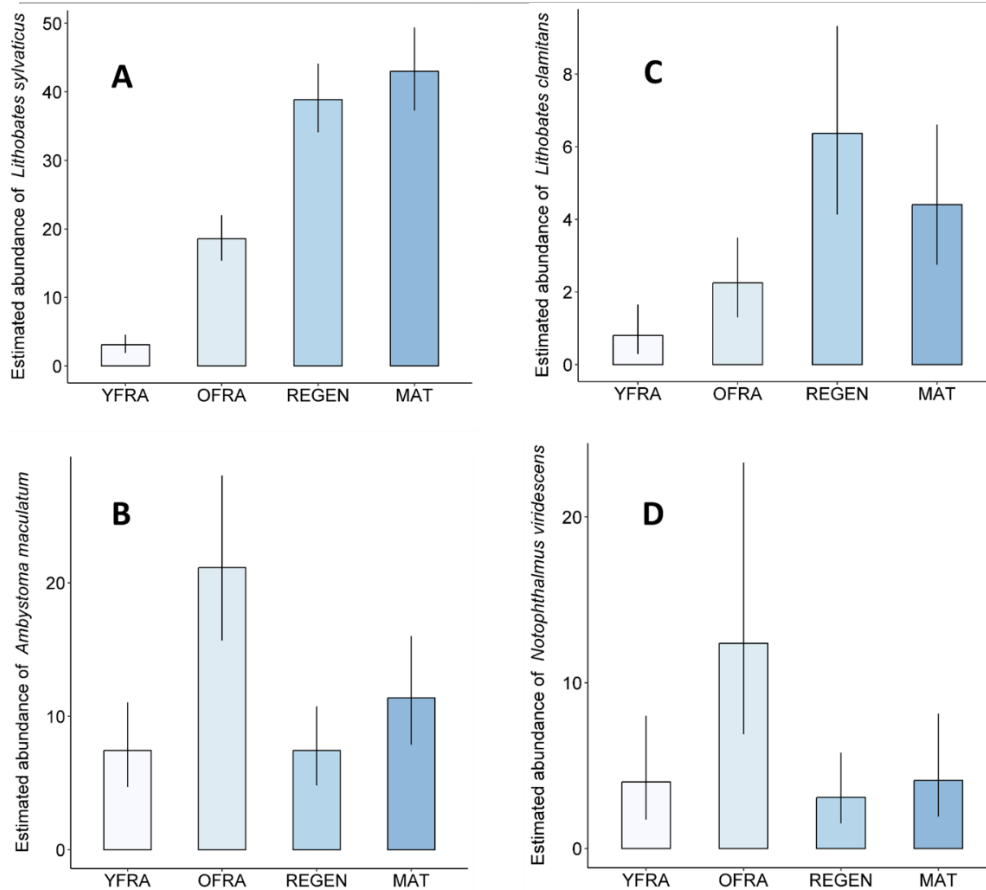 Estimated abundance of Lithobates sylvaticus
50
40
30
20
10
0
A
YFRA OFRA REGEN MAT
Estimated abundance of Lithobates clamitans
8
6
4
2
0
C
YFRA OFRA REGEN MAT
Estimated abundance of Ambystoma maculatum
20
10
0
B
YFRA OFRA REGEN MAT
Estimated abundance of Notophthalmus viridescens
20
10
0
D
YFRA OFRA REGEN MAT